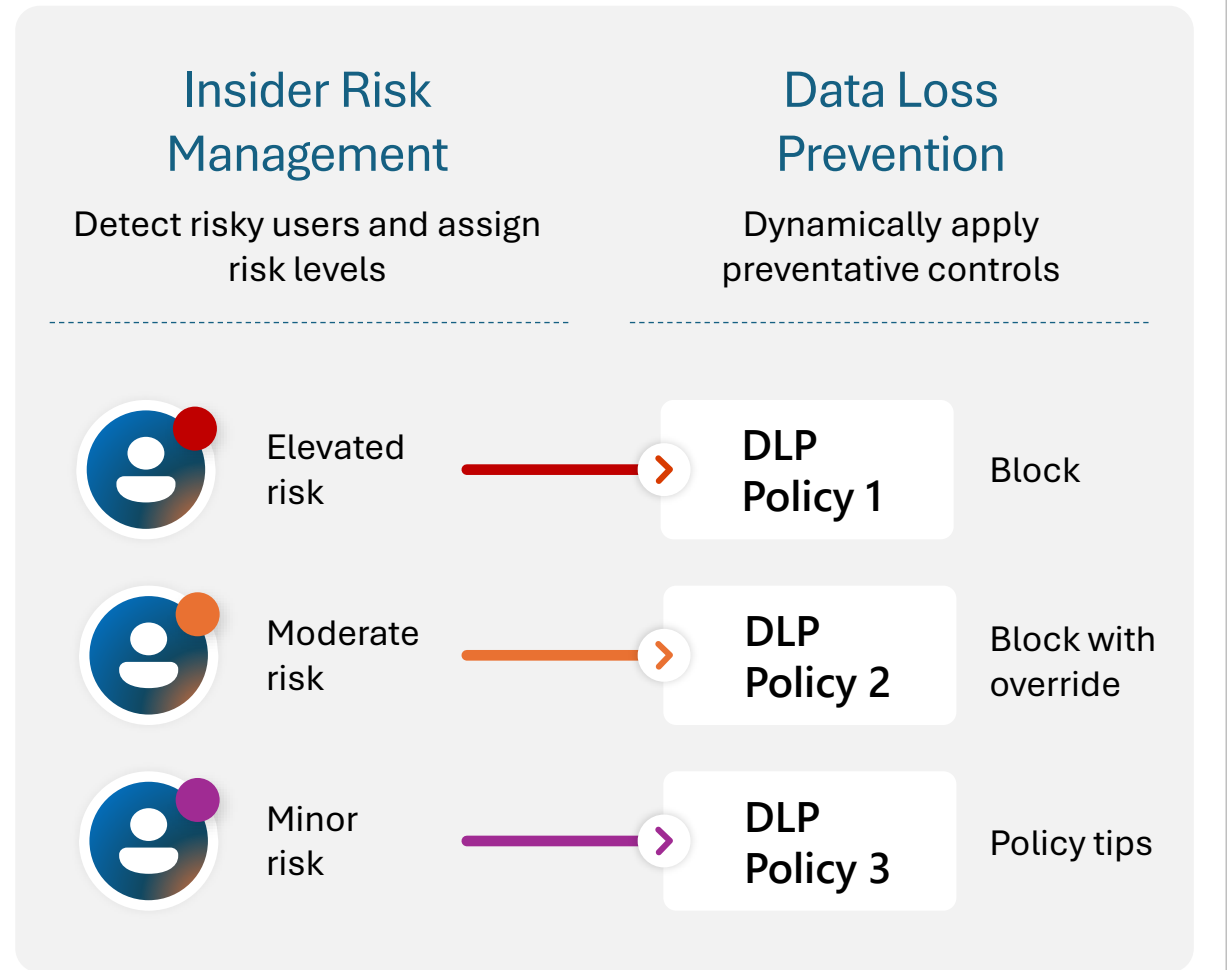 Insider Risk
Management
Detect risky users and assign
risk levels
Data Loss
Prevention
Dynamically apply
preventative controls
Elevated
risk
DLP
Policy 1
Block
Moderate
risk
DLP
Policy 2
Block with
override
Minor
risk
DLP
Policy 3
Policy tips